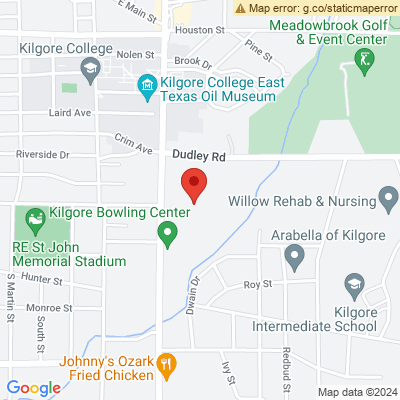 Map error: g.co/staticmaperror
E Main St
Houston St
Meadowbrook Golf
& Event Center
Kilgore College
Nolen St
Pine St
Brook Dr
Kilgore College East
Texas Oil Museum
Laird Ave
Crim Ave
Riverside Dr
Dudley Rd
Willow Rehab & Nursing
Kilgore Bowling Center
RE St John
Memorial Stadium
Arabella of Kilgore
Hunter St
Dwain Dr
Roy St
Kilgore
Intermediate School
S Martin St
South St
Monroe St
Johnny's Ozark
Fried Chicken
Ivy St
Redbud St
Google
Map data ©2024